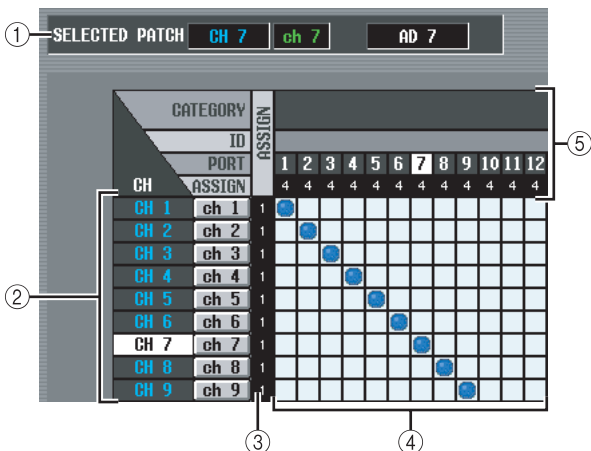 ① SELECTED PATCH CH 7 ch 7 AD 7
CATEGORY
ID
PORT
ASSIGN
1 2 3 4 5 6 7 8 9 10 11 12
CH ASSIGN 4 4 4 4 4 4 4 4 4 4 4 4
⑤
CH 1 ch 1 1
CH 2 ch 2 1
CH 3 ch 3 1
CH 4 ch 4 1
② CH 5 ch 5 1
CH 6 ch 6 1
CH 7 ch 7 1
CH 8 ch 8 1
CH 9 ch 9 1
③ ④